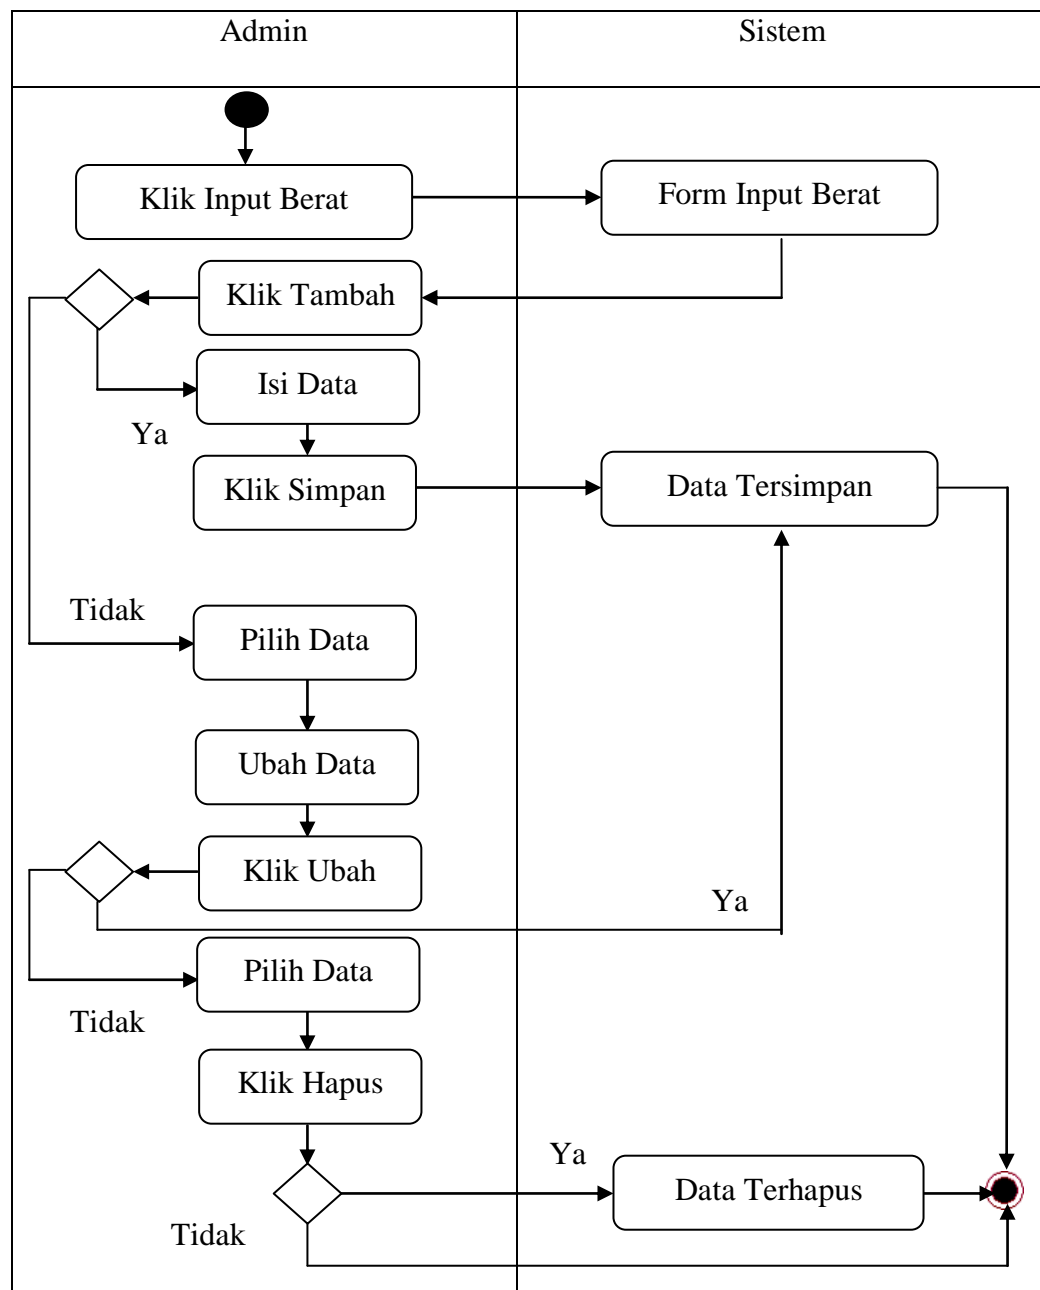 Admin
Sistem
Klik Input Berat
Form Input Berat
Klik Tambah
Isi Data
Ya
Klik Simpan
Data Tersimpan
Tidak
Pilih Data
Ubah Data
Klik Ubah
Ya
Pilih Data
Tidak
Klik Hapus
Ya
Data Terhapus
Tidak